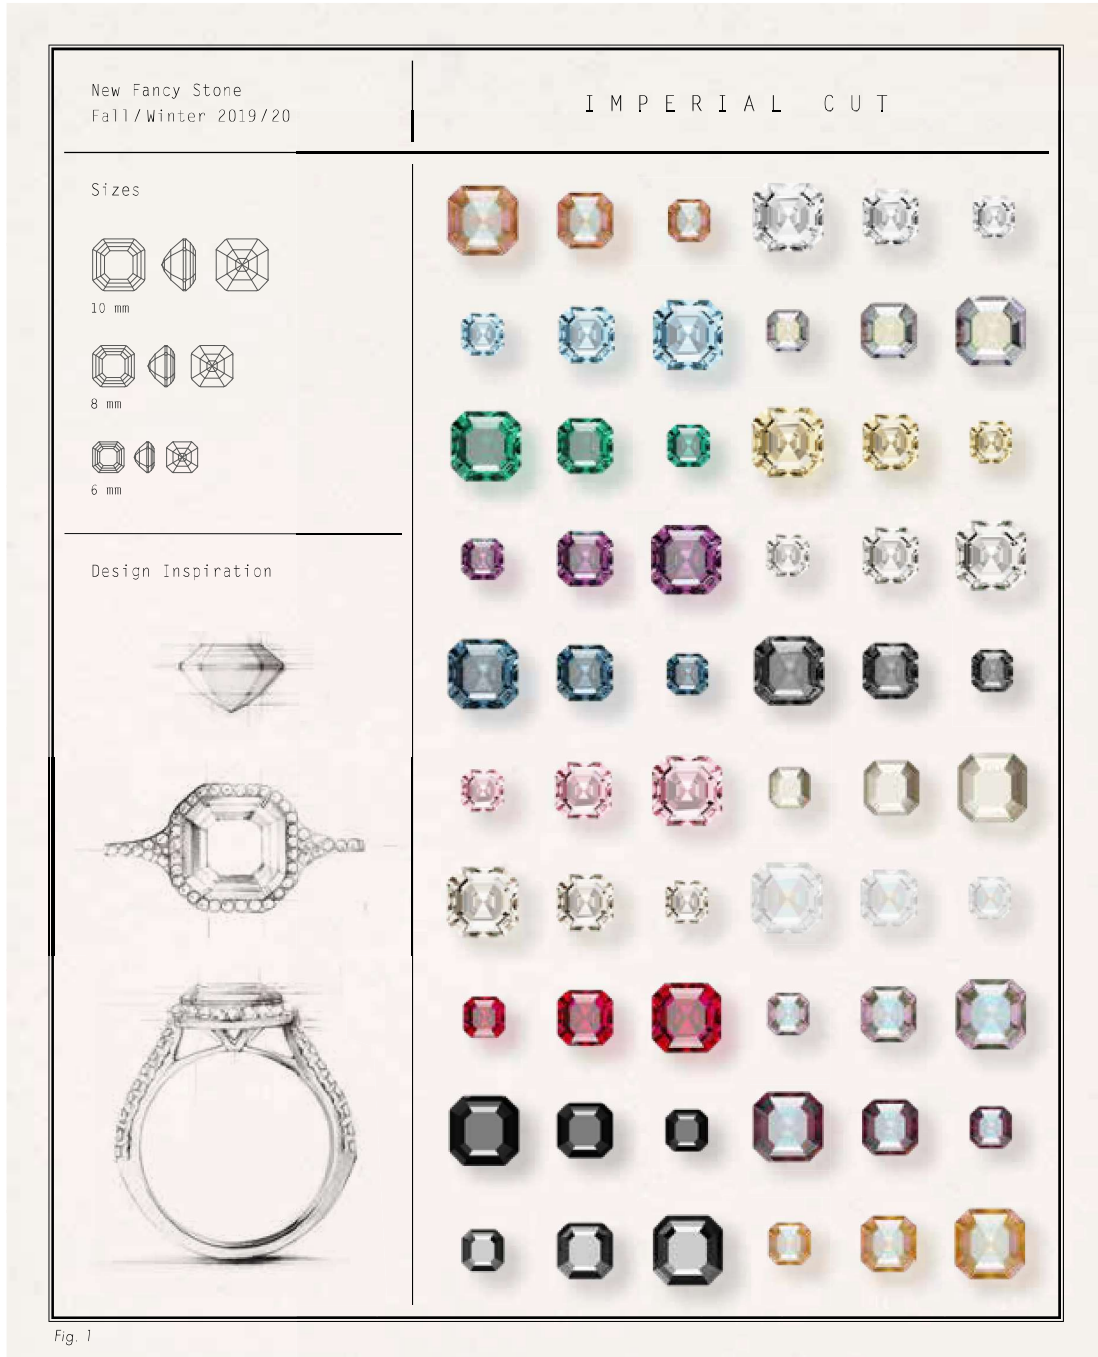 New Fancy Stone
Fall/Winter 2019/20
IMPERIAL CUT
Sizes
10 mm
8 mm
6 mm
Design Inspiration
Fig. 1